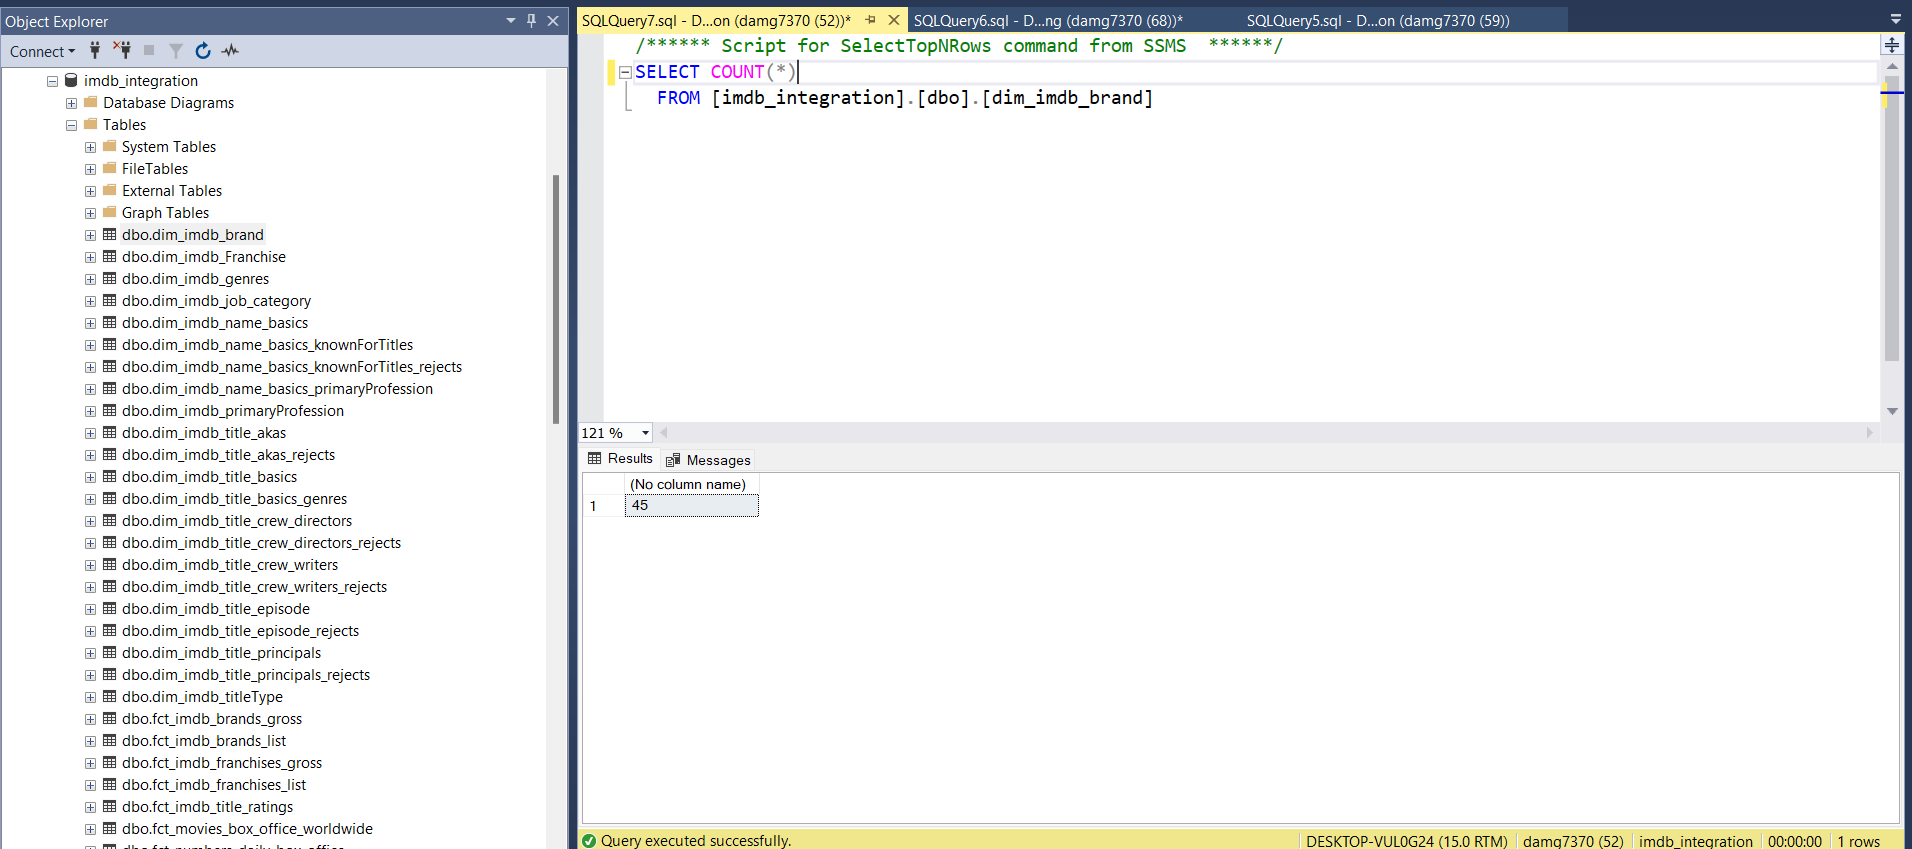 Object Explorer
Connect
imdb_integration
Database Diagrams
Tables
System Tables
FileTables
External Tables
Graph Tables
dbo.dim_imdb_brand
dbo.dim_imdb_Franchise
dbo.dim_imdb_genres
dbo.dim_imdb_job_category
dbo.dim_imdb_name_basics
dbo.dim_imdb_name_basics_knownForTitles
dbo.dim_imdb_name_basics_knownForTitles_rejects
dbo.dim_imdb_name_basics_primaryProfession
dbo.dim_imdb_primaryProfession
dbo.dim_imdb_title_akas
dbo.dim_imdb_title_akas_rejects
dbo.dim_imdb_title_basics
dbo.dim_imdb_title_basics_genres
dbo.dim_imdb_title_crew_directors
dbo.dim_imdb_title_crew_directors_rejects
dbo.dim_imdb_title_crew_writers
dbo.dim_imdb_title_crew_writers_rejects
dbo.dim_imdb_title_episode
dbo.dim_imdb_title_episode_rejects
dbo.dim_imdb_title_principals
dbo.dim_imdb_title_principals_rejects
dbo.dim_imdb_titleType
dbo.fct_imdb_brands_gross
dbo.fct_imdb_brands_list
dbo.fct_imdb_franchises_gross
dbo.fct_imdb_franchises_list
dbo.fct_imdb_title_ratings
dbo.fct_movies_box_office_worldwide
SQLQuery7.sql - D...on (damg7370 (52))* SQLQuery6.sql - D...ng (damg7370 (68))* SQLQuery5.sql - D...on (damg7370 (59))
/****** Script for SelectTopNRows command from SSMS  ******/
SELECT COUNT(*)
FROM [imdb_integration].[dbo].[dim_imdb_brand]
121 %
Results Messages
(No column name)
1 45
Query executed successfully. DESKTOP-VUL0G24 (15.0 RTM) damg7370 (52) imdb_integration 00:00:00 1 rows